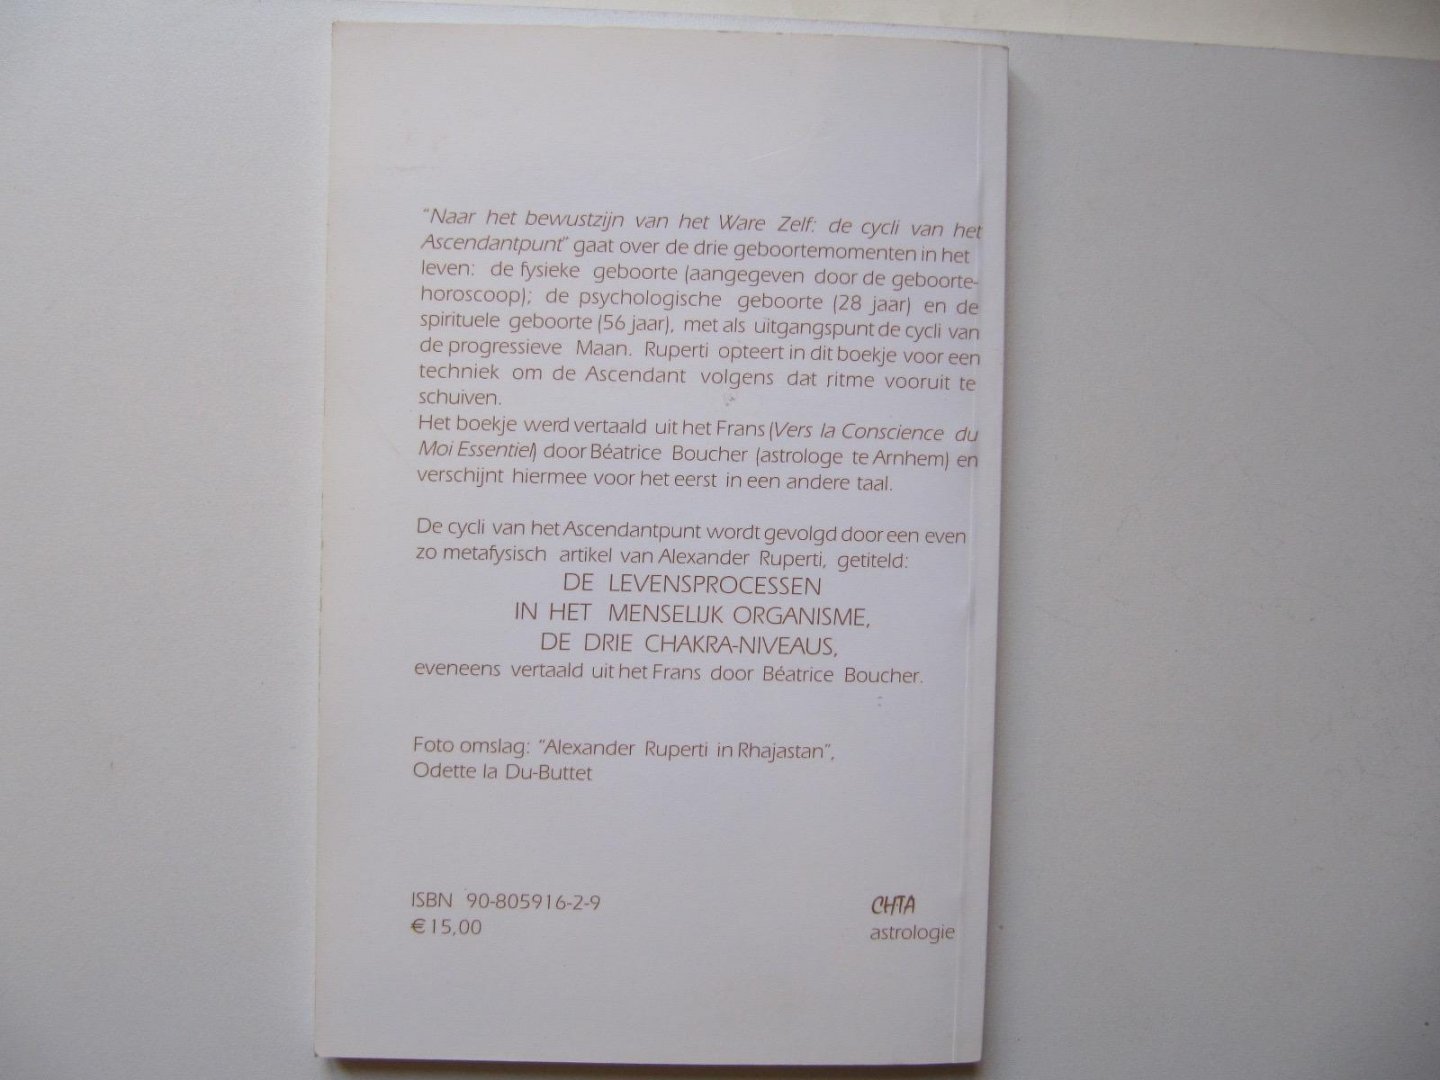 “Naar het bewustzijn van het Ware Zelf: de cycli van het
Ascendantpunt” gaat over de drie geboortemomenten in het
leven: de fysieke geboorte (aangegeven door de geboorte-
horoscoop); de psychologische geboorte (28 jaar) en de
spirituele geboorte (56 jaar), met als uitgangspunt de cycli van
de progressieve Maan. Ruperti opteert in dit boekje voor een
techniek om de Ascendant volgens dat ritme vooruit te
schuiven.
Het boekje werd vertaald uit het Frans (Vers la Conscience du
Moi Essentiel) door Béatrice Boucher (astrologe te Arnhem) en
verschijnt hiermee voor het eerst in een andere taal.
De cycli van het Ascendantpunt wordt gevolgd door een even
zo metafysisch artikel van Alexander Ruperti, getiteld:
DE LEVENSPROCESSEN
IN HET MENSELIJK ORGANISME,
DE DRIE CHAKRA-NIVEAUS,
eveneens vertaald uit het Frans door Béatrice Boucher.
Foto omslag: “Alexander Ruperti in Rhajastan”,
Odette la Du-Buttet
ISBN 90-805916-2-9
€ 15,00
CHTA
astrologie